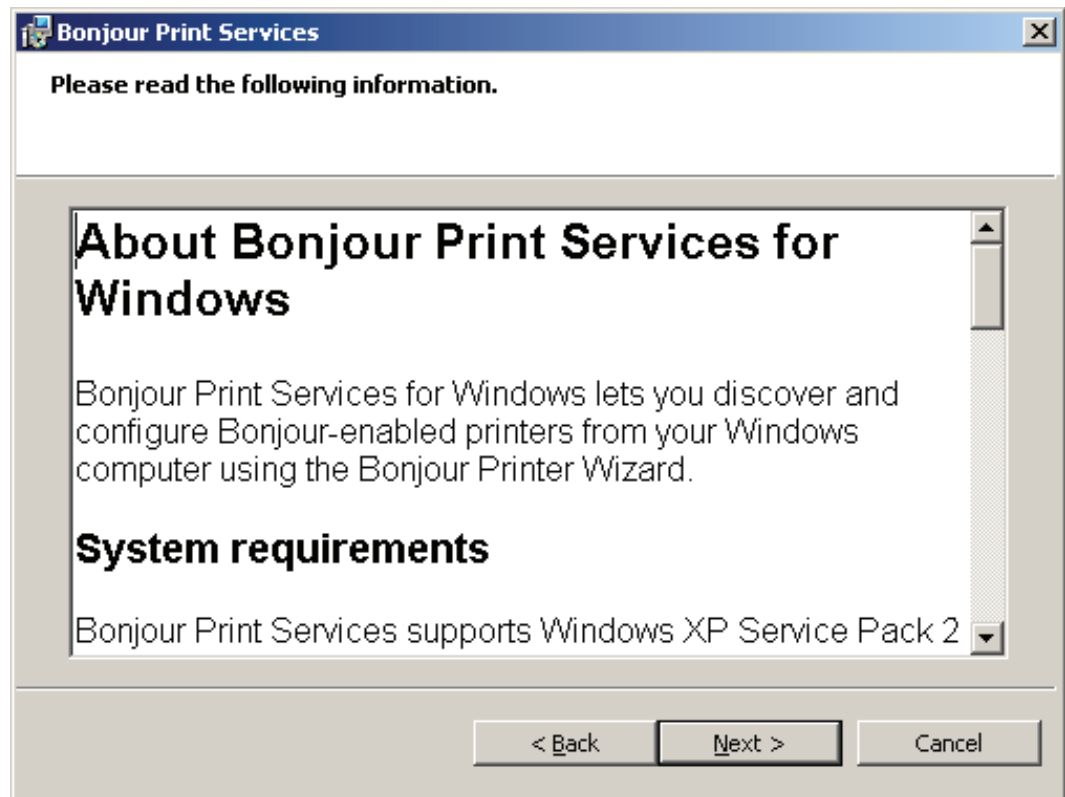 Bonjour Print Services
Please read the following information.
About Bonjour Print Services for
Windows
Bonjour Print Services for Windows lets you discover and
configure Bonjour-enabled printers from your Windows
computer using the Bonjour Printer Wizard.
System requirements
Bonjour Print Services supports Windows XP Service Pack 2
< Back
Next >
Cancel